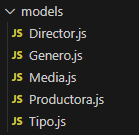 models
JS Director.js
JS Genero.js
JS Media.js
JS Productora.js
JS Tipo.js